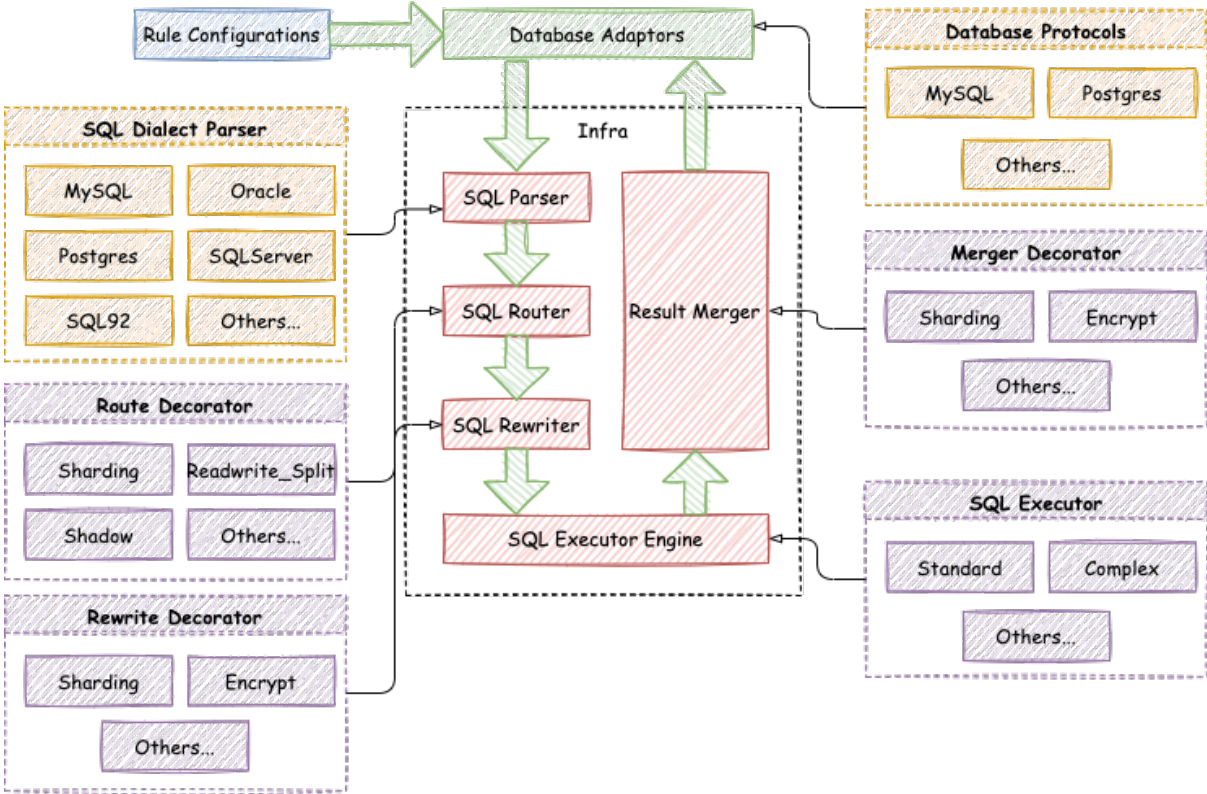 Rule Configurations
Database Adaptors
Database Protocols
MySQL
Postgres
Others...
SQL Dialect Parser
MySQL
Oracle
Postgres
SQLServer
SQL92
Others...
Infra
SQL Parser
SQL Router
SQL Rewriter
Result Merger
SQL Executor Engine
Merger Decorator
Sharding
Encrypt
Others...
Route Decorator
Sharding
Readwrite_Split
Shadow
Others...
SQL Executor
Standard
Complex
Others...
Rewrite Decorator
Sharding
Encrypt
Others...